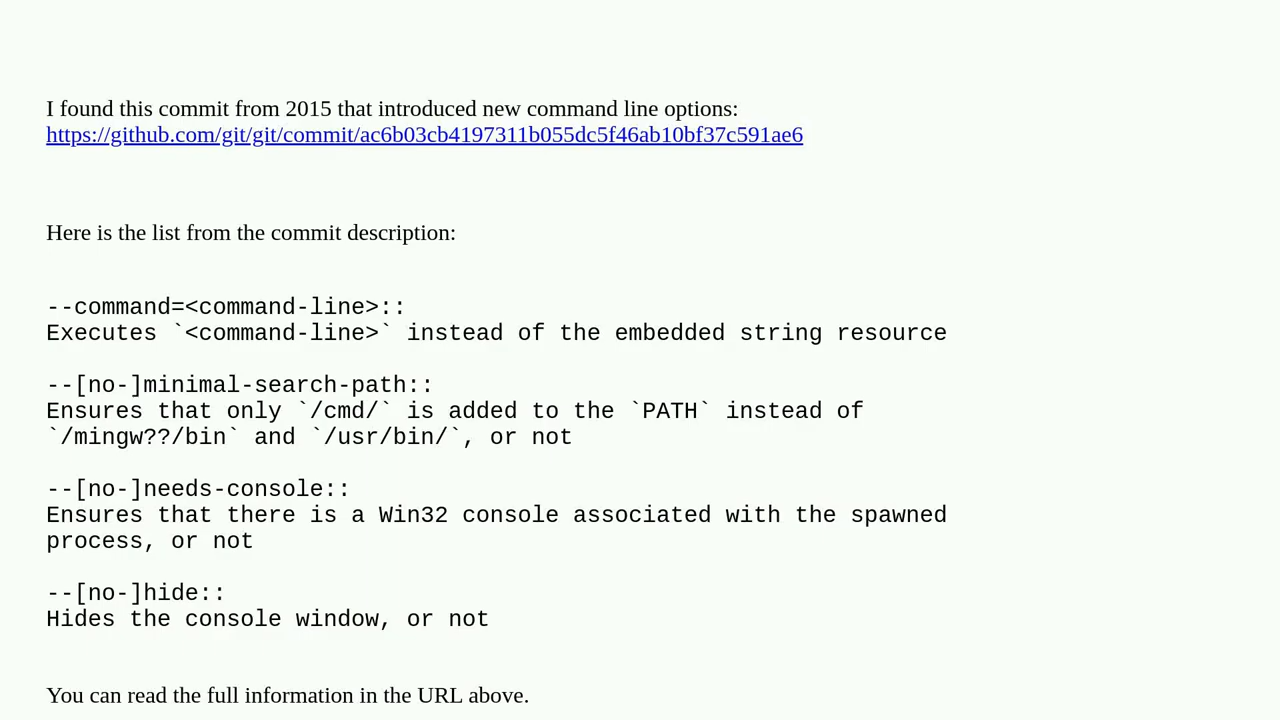 I found this commit from 2015 that introduced new command line options:
https://github.com/git/git/commit/ac6b03cb4197311b055dc5f46ab10bf37c591ae6
Here is the list from the commit description:
--command=<command-line>::
Executes `<command-line>` instead of the embedded string resource
--[no-]minimal-search-path::
Ensures that only `/cmd/` is added to the `PATH` instead of
`/mingw??/bin` and `/usr/bin/`, or not
--[no-]needs-console::
Ensures that there is a Win32 console associated with the spawned
process, or not
--[no-]hide::
Hides the console window, or not
You can read the full information in the URL above.